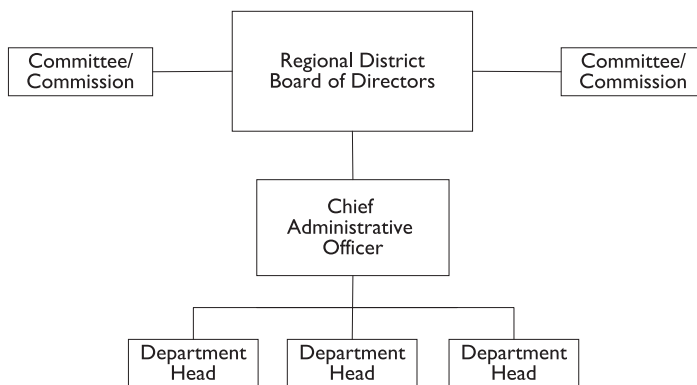 Committee/
Commission
Regional District
Board of Directors
Committee/
Commission
Chief
Administrative
Officer
Department
Head
Department
Head
Department
Head